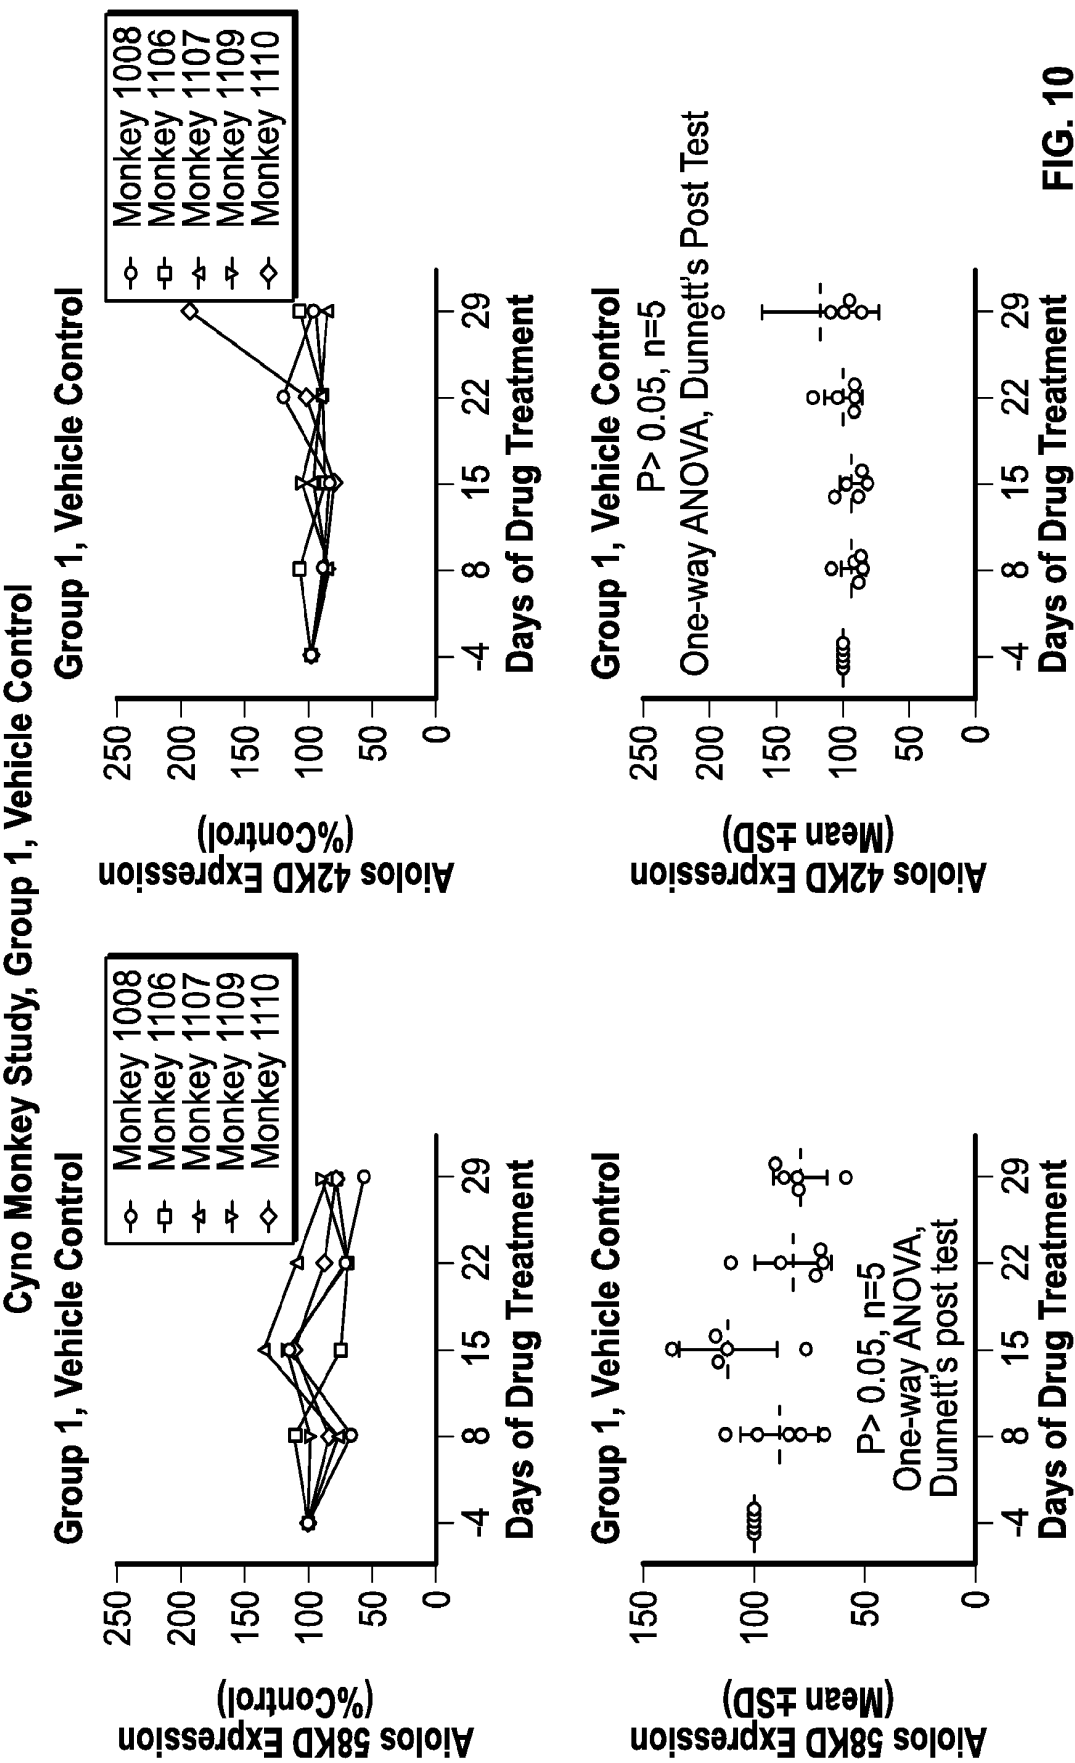 Cyno Monkey Study, Group 1, Vehicle Control
Group 1, Vehicle Control
Aiolos 58KD Expression
(%Control)
250
200
150
100
50
0
-4
8
15
22
29
Days of Drug Treatment
Monkey 1008
Monkey 1106
Monkey 1107
Monkey 1109
Monkey 1110
Group 1, Vehicle Control
Aiolos 42KD Expression
(%Control)
250
200
150
100
50
0
-4
8
15
22
29
Days of Drug Treatment
Monkey 1008
Monkey 1106
Monkey 1107
Monkey 1109
Monkey 1110
Group 1, Vehicle Control
Aiolos 58KD Expression
(Mean ±SD)
150
100
50
0
P> 0.05, n=5
One-way ANOVA,
Dunnett's post test
-4
8
15
22
29
Days of Drug Treatment
Group 1, Vehicle Control
P> 0.05, n=5
One-way ANOVA, Dunnett's Post Test
Aiolos 42KD Expression
(Mean ±SD)
250
200
150
100
50
0
-4
8
15
22
29
Days of Drug Treatment
FIG. 10